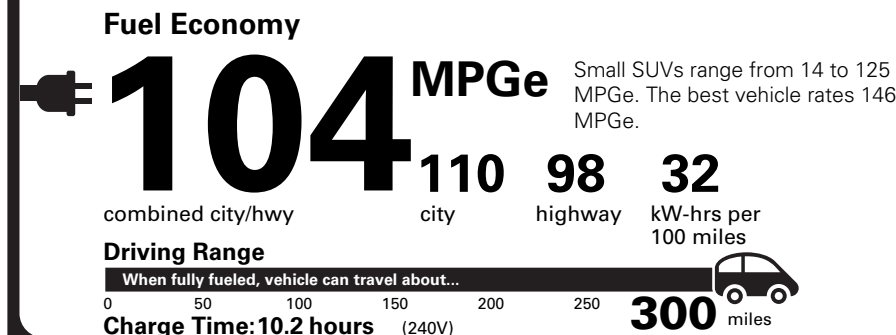 Fuel Economy
104 MPGe
Small SUVs range from 14 to 125
MPGe. The best vehicle rates 146
MPGe.
combined city/hwy
110
city
98
highway
32
kW-hrs per
100 miles
Driving Range
When fully fueled, vehicle can travel about...
0 50 100 150 200 250 300 miles
Charge Time: 10.2 hours (240V)